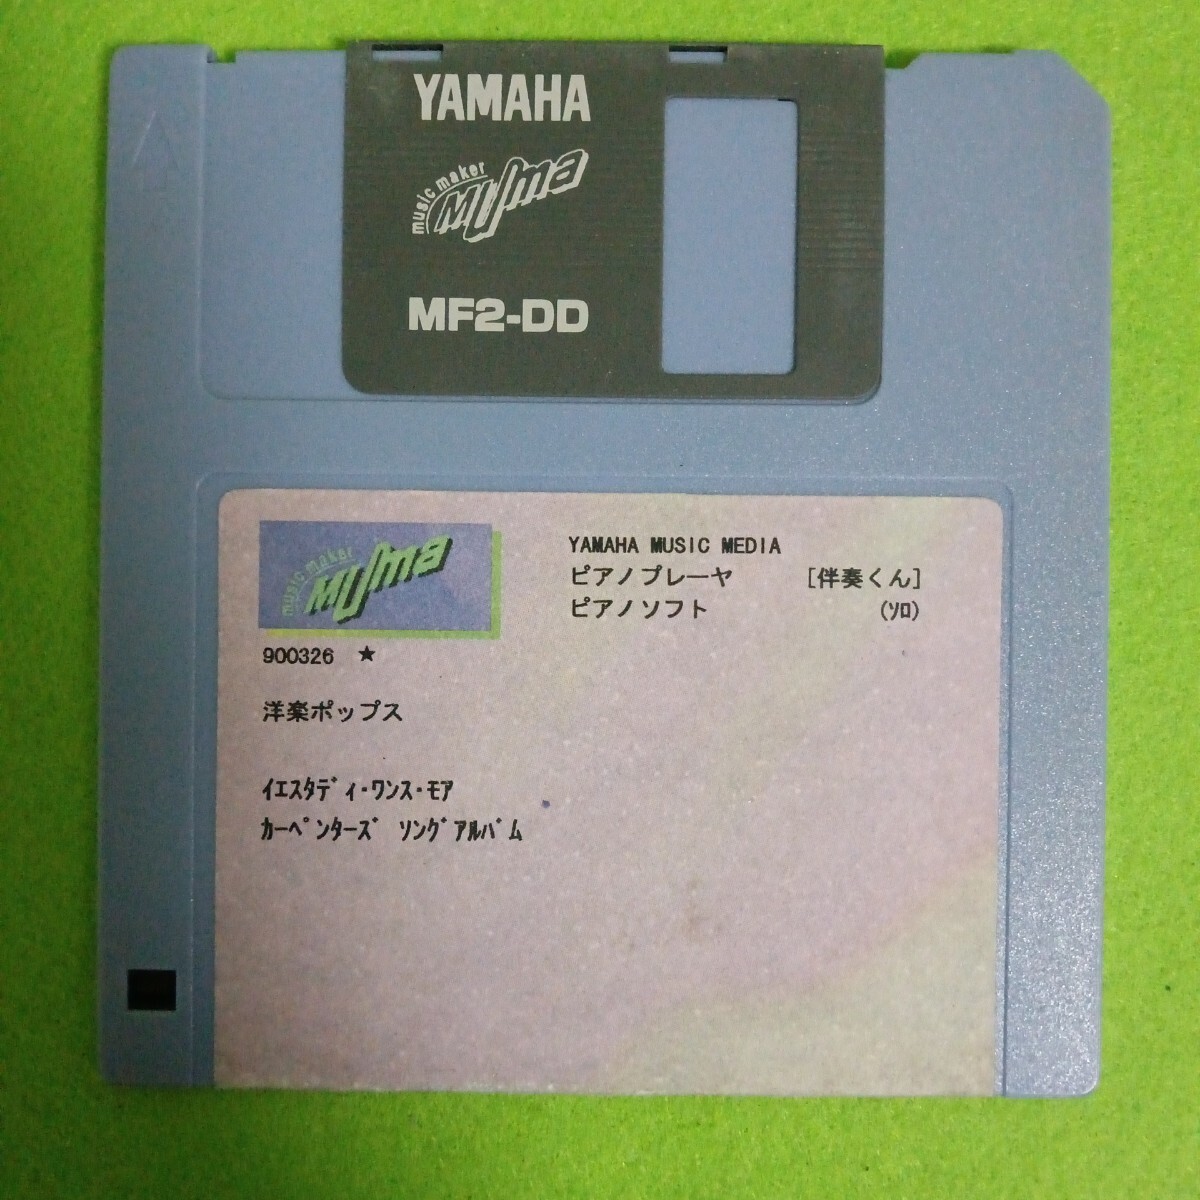 YAMAHA
music maker
MUma
MF2-DD
music maker
MUma
YAMAHA MUSIC MEDIA
ピアノプレーヤ [伴奏くん]
ピアノソフト (ｿﾛ)
900326 ★
洋楽ポップス
ｲｴｽﾀﾃﾞｨ･ﾜﾝｽ･ﾓｱ
ｶｰﾍﾟﾝﾀｰｽﾞ ｿﾝｸﾞｱﾙﾊﾞﾑ